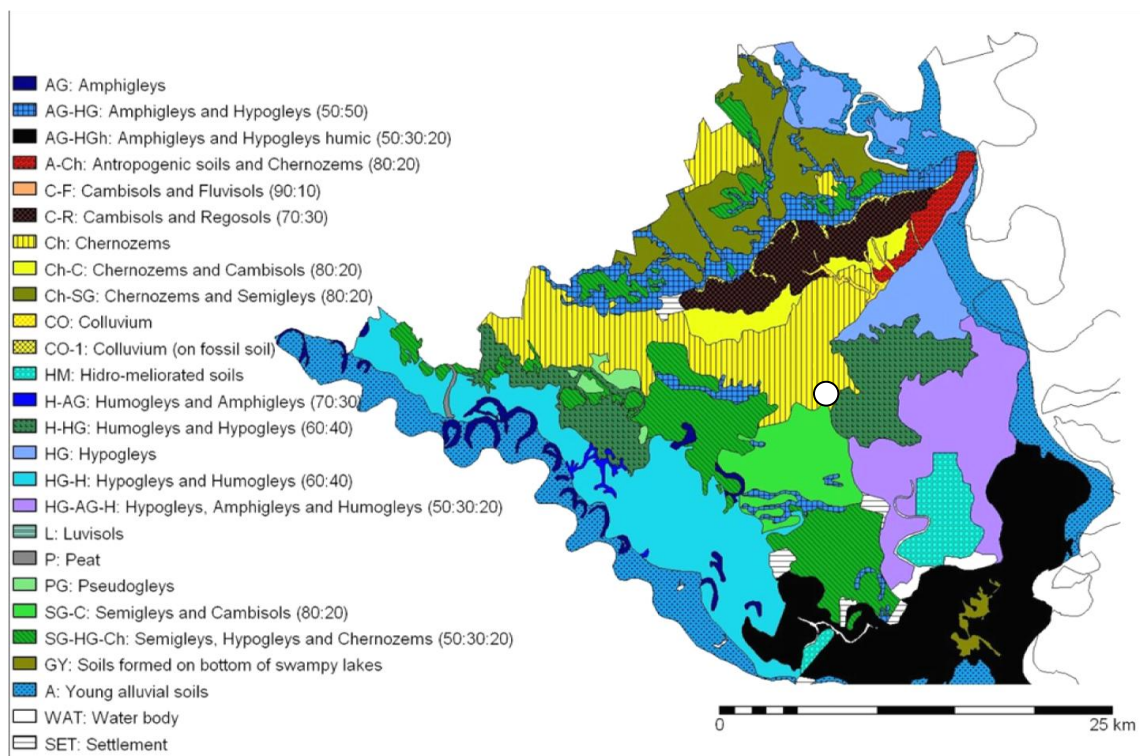 AG: Amphigleys
AG-HG: Amphigleys and Hypogleys (50:50)
AG-HGh: Amphigleys and Hypogleys humic (50:30:20)
A-Ch: Antropogenic soils and Chernozems (80:20)
C-F: Cambisols and Fluvisols (90:10)
C-R: Cambisols and Regosols (70:30)
Ch: Chernozems
Ch-C: Chernozems and Cambisols (80:20)
Ch-SG: Chernozems and Semigleys (80:20)
CO: Colluvium
CO-1: Colluvium (on fossil soil)
HM: Hidro-meliorated soils
H-AG: Humogleys and Amphigleys (70:30)
H-HG: Humogleys and Hypogleys (60:40)
HG: Hypogleys
HG-H: Hypogleys and Humogleys (60:40)
HG-AG-H: Hypogleys, Amphigleys and Humogleys (50:30:20)
L: Luvisols
P: Peat
PG: Pseudogleys
SG-C: Semigleys and Cambisols (80:20)
SG-HG-Ch: Semigleys, Hypogleys and Chernozems (50:30:20)
GY: Soils formed on bottom of swampy lakes
A: Young alluvial soils
WAT: Water body
SET: Settlement
0 25 km